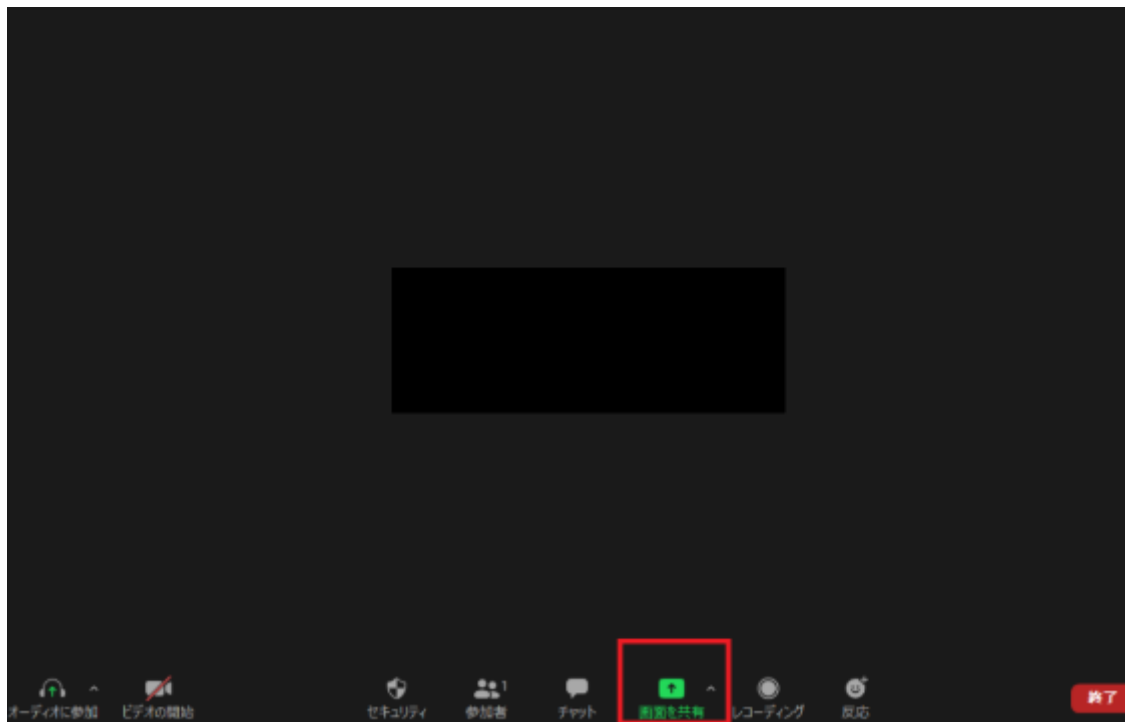 オーディオに参加
ビデオの開始
セキュリティ
1
参加者
チャット
画面を共有
レコーディング
反応
終了